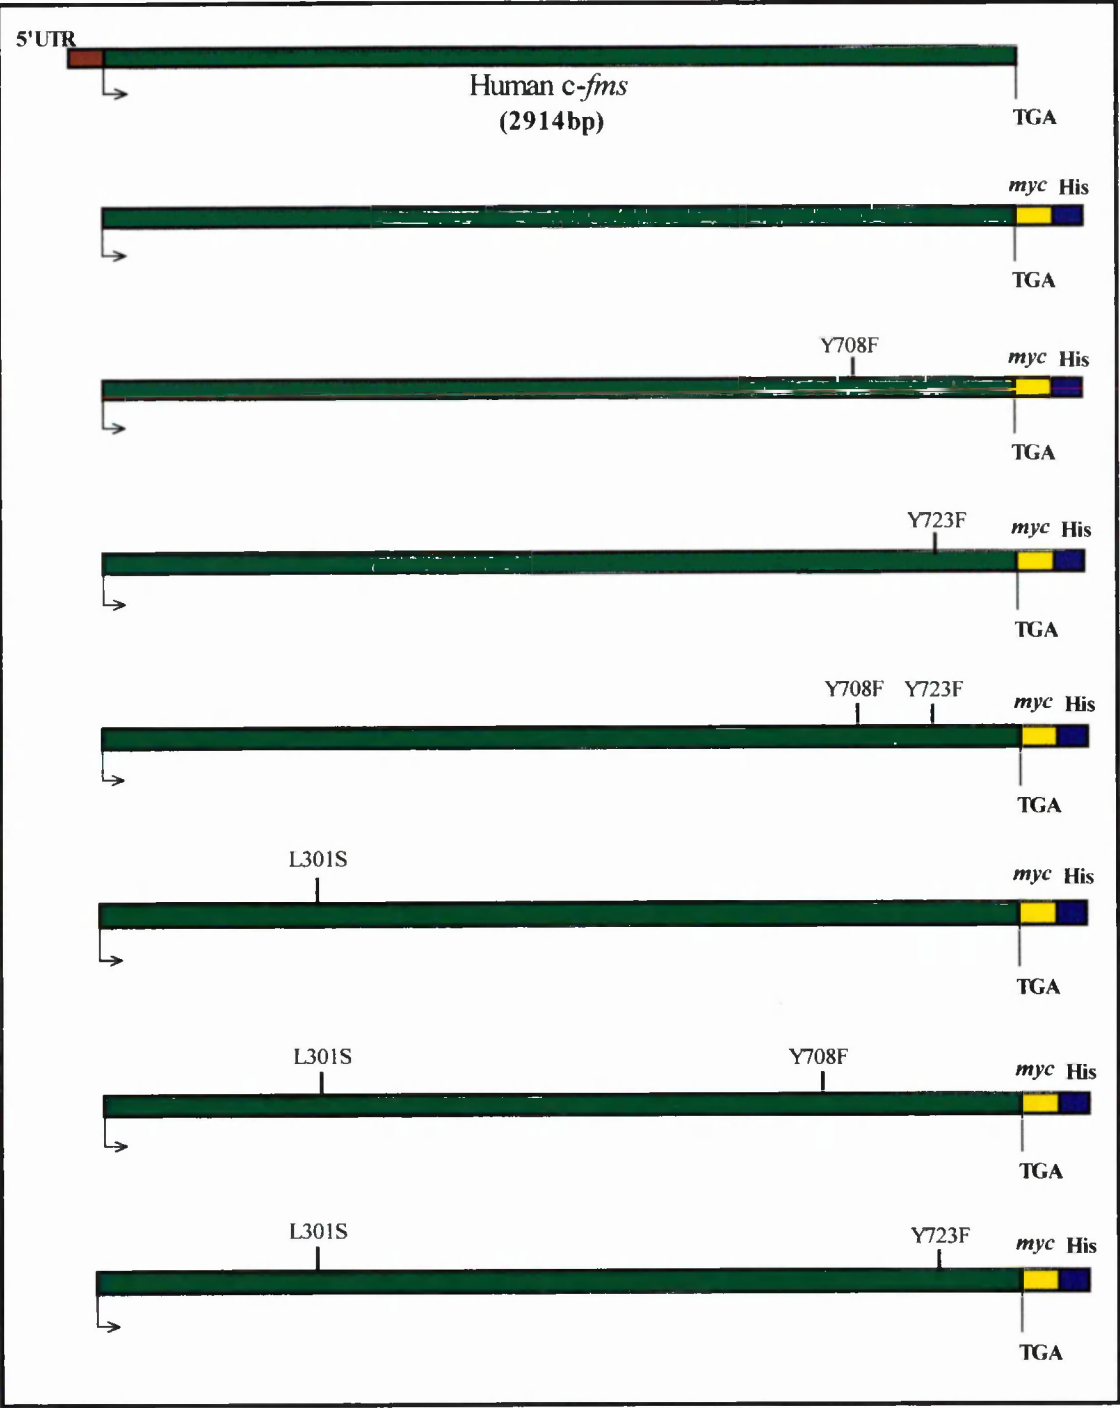 5'UTR
Human c-fms
(2914bp)
TGA
myc His
TGA
Y708F
myc His
TGA
Y723F
myc His
TGA
Y708F Y723F
myc His
TGA
L301S
myc His
TGA
L301S Y708F
myc His
TGA
L301S Y723F
myc His
TGA